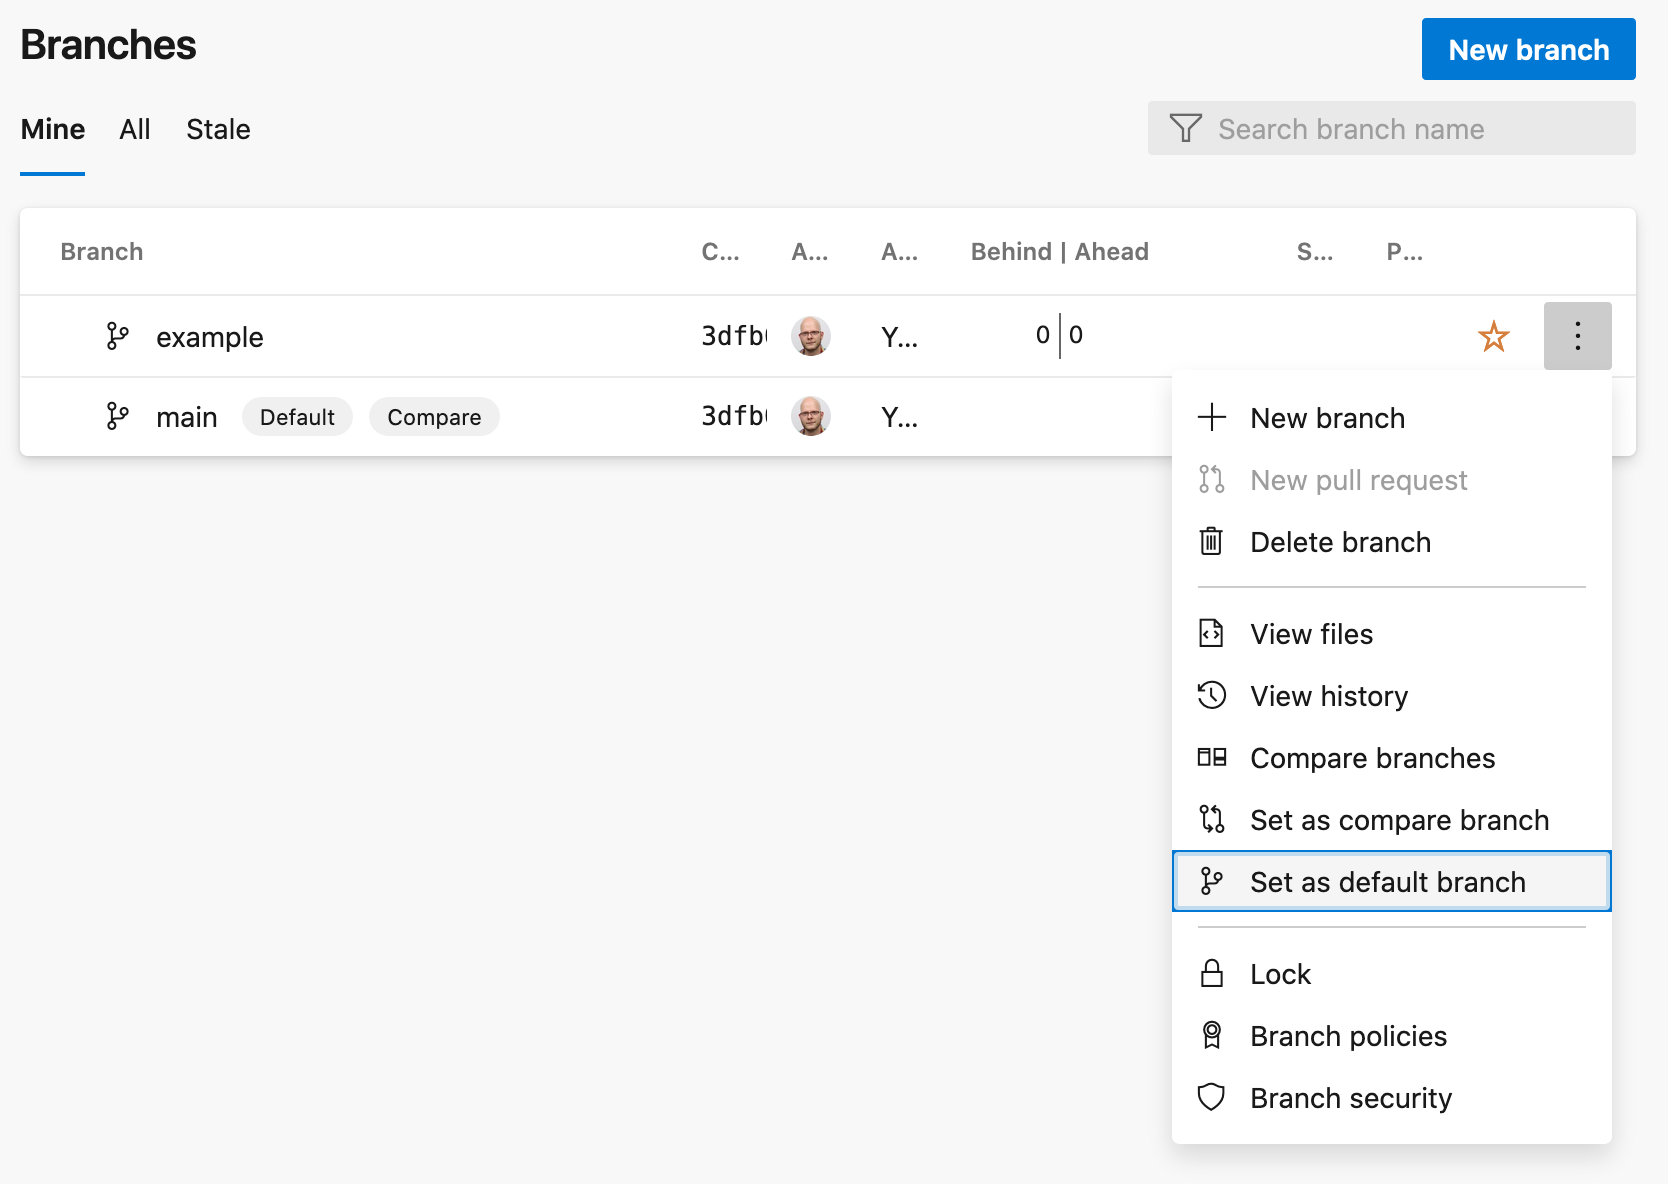 Branches
New branch
Mine All Stale
Search branch name
Branch C... A... A... Behind | Ahead S... P...
example 3dfb Y... 0 0
main Default Compare 3dfb Y...
New branch
New pull request
Delete branch
View files
View history
Compare branches
Set as compare branch
Set as default branch
Lock
Branch policies
Branch security